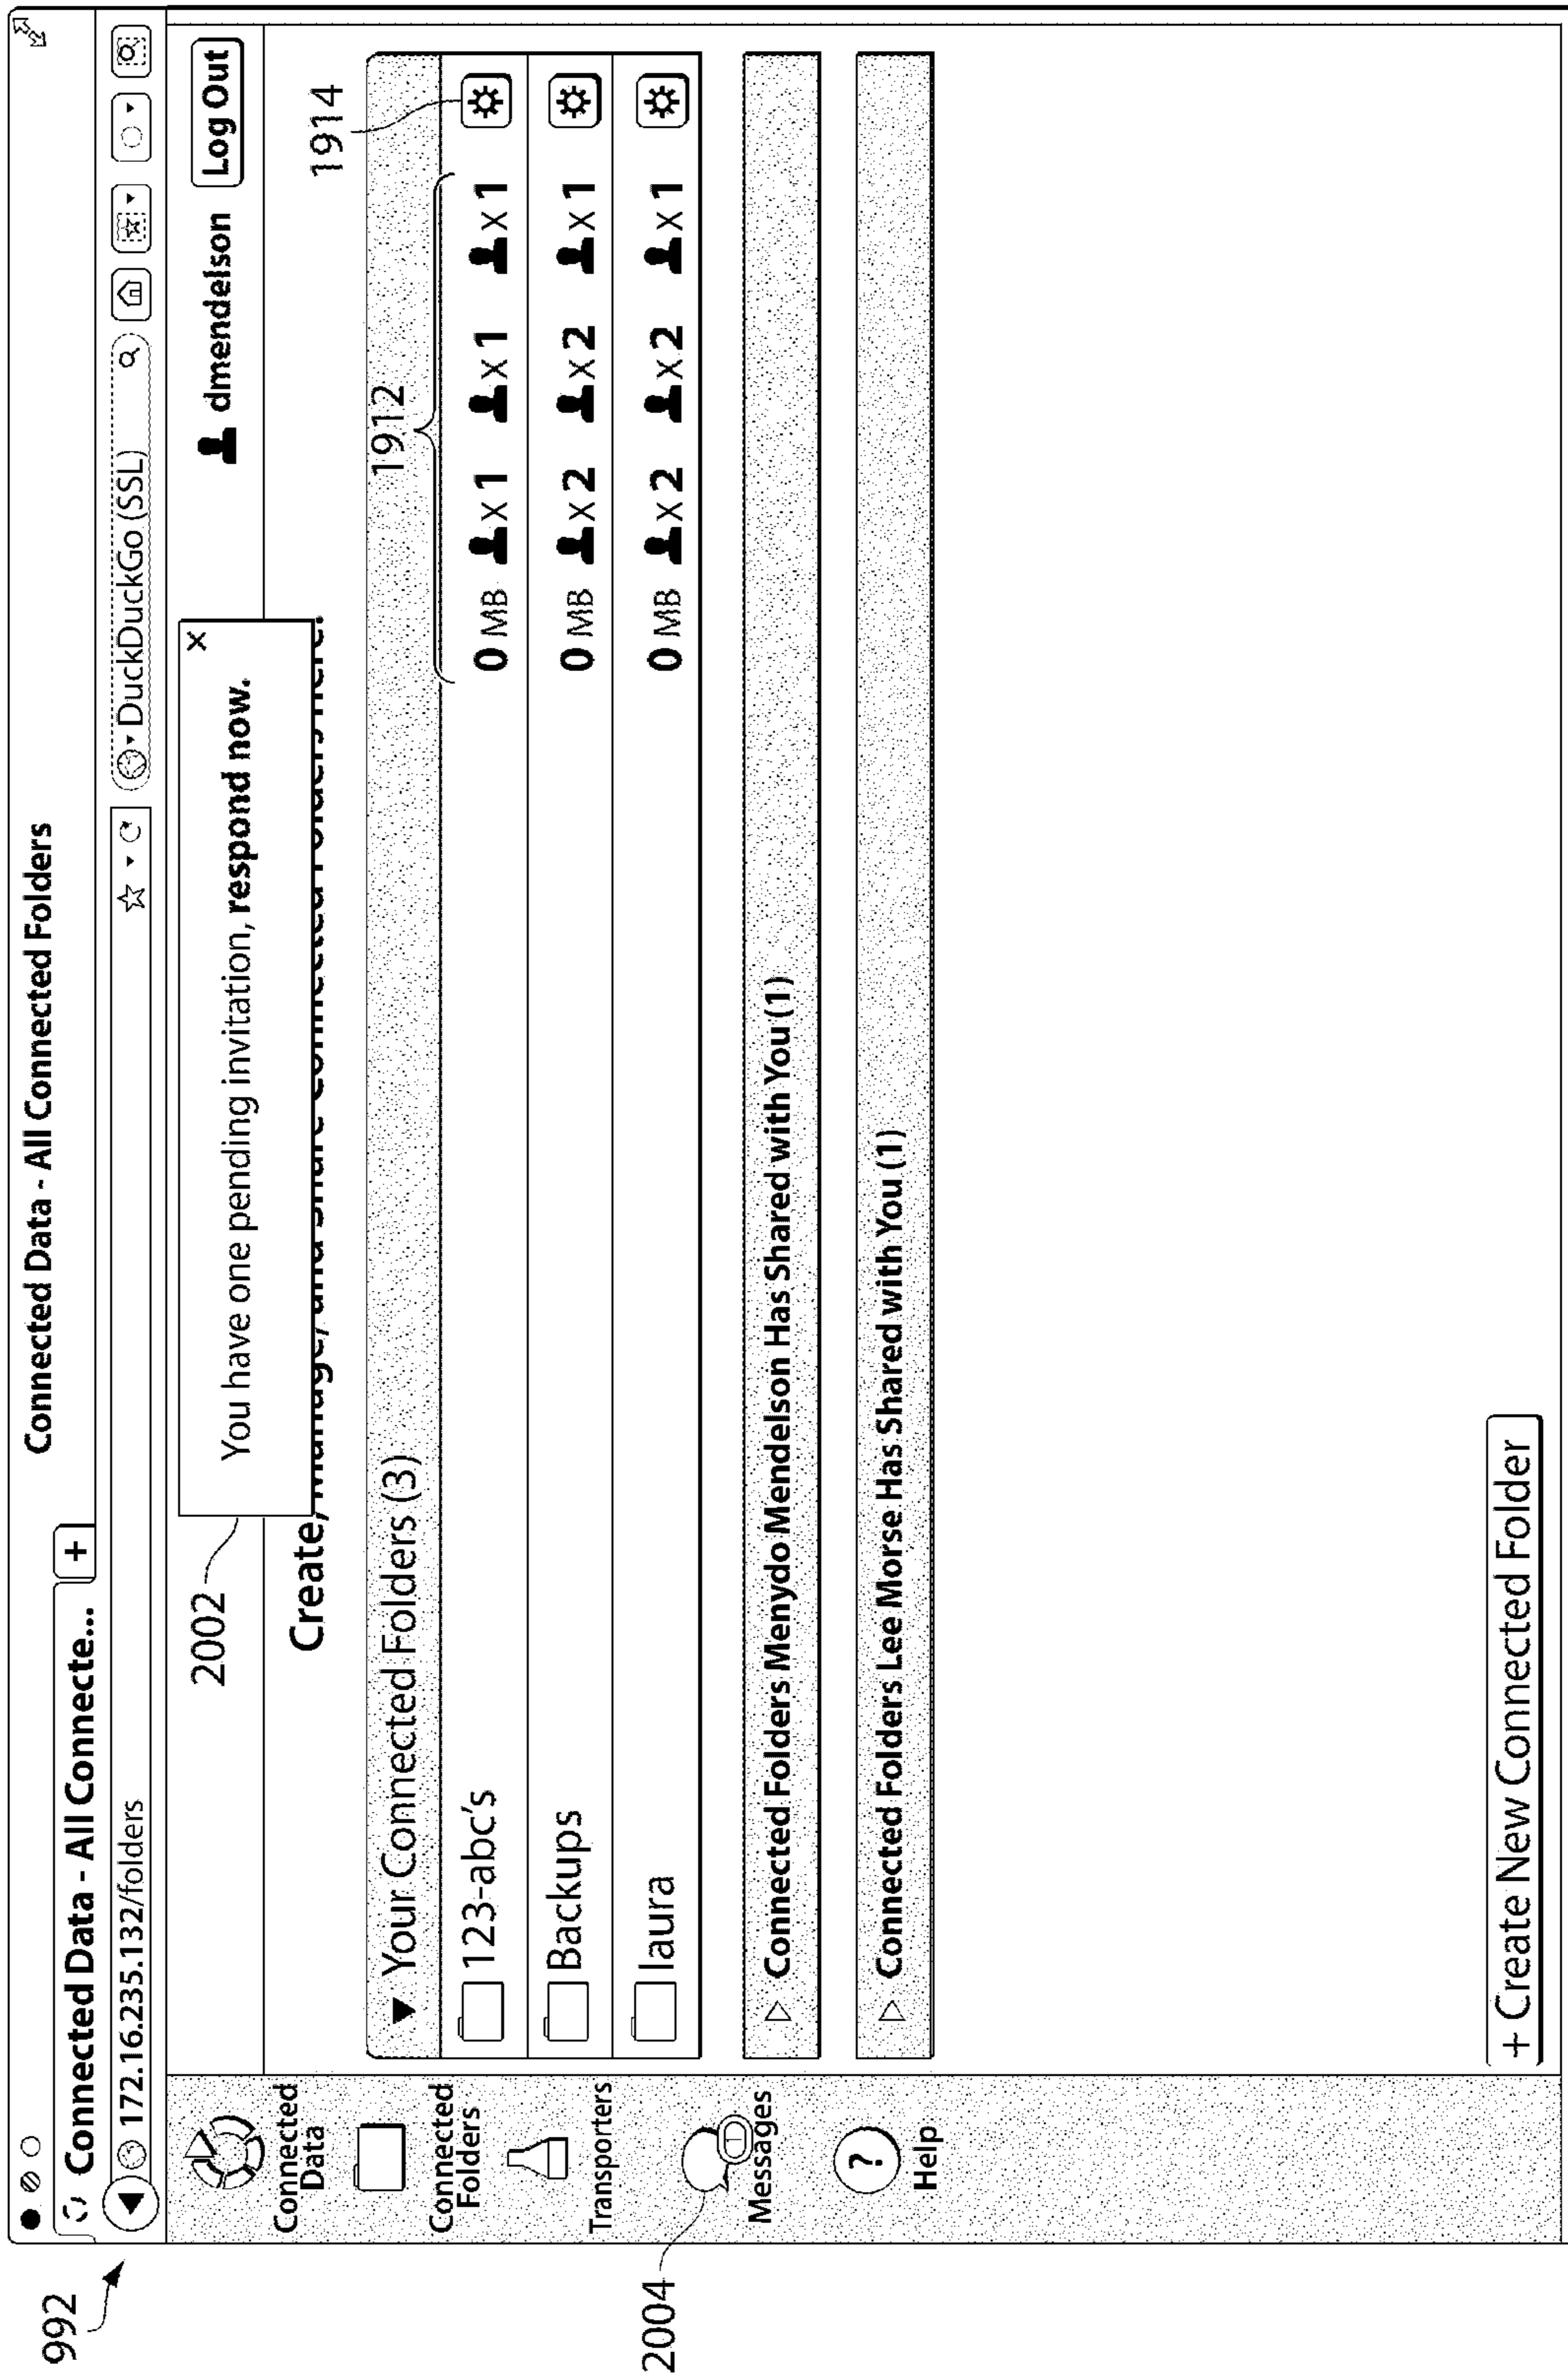 992
Connected Data - All Connected Folders
Connected Data - All Connecte...
+
172.16.235.132/folders
DuckDuckGo (SSL)
2002
You have one pending invitation, respond now.
x
dmendelson
Log Out
Create, Manage, and Share Connected Folders Here.
1914
Your Connected Folders (3)
1912
123-abc's
0 MB x 1 x 1 x 1
Backups
0 MB x 2 x 2 x 1
laura
0 MB x 2 x 2 x 1
Connected Folders Menydo Mendelson Has Shared with You (1)
Connected Folders Lee Morse Has Shared with You (1)
+ Create New Connected Folder
Connected
Data
Connected
Folders
Transporters
2004
1
Messages
?
Help